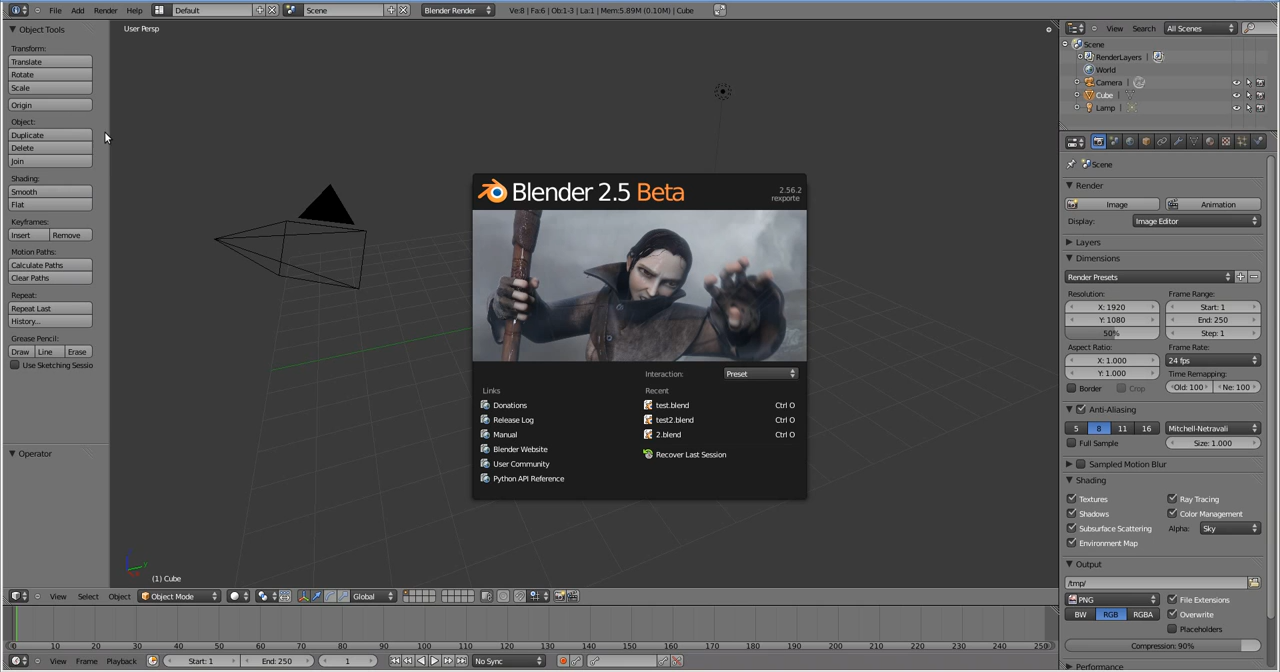 File Add Render Help Default Scene Blender Render Ve:8 | Fa:6 | Ob:1-3 | La:1 | Mem:5.89M (0.10M) | Cube
Object Tools
Transform:
Translate
Rotate
Scale
Origin
Object:
Duplicate
Delete
Join
Shading:
Smooth
Flat
Keyframes:
Insert Remove
Motion Paths:
Calculate Paths
Clear Paths
Repeat:
Repeat Last
History...
Grease Pencil:
Draw Line Erase
Use Sketching Sessio
Operator
User Persp
Blender 2.5 Beta
2.56.2
rexporte
Interaction: Preset
Links
Donations
Release Log
Manual
Blender Website
User Community
Python API Reference
Recent
test.blend Ctrl O
test2.blend Ctrl O
2.blend Ctrl O
Recover Last Session
(1) Cube
View Select Object Object Mode Global
0 10 20 30 40 50 60 70 80 90 100 110 120 130 140 150 160 170 180 190 200 210 220 230 240 250
View Frame Playback Start: 1 End: 250 1 No Sync
View Search All Scenes
Scene
RenderLayers
World
Camera
Cube
Lamp
Scene
Render
Image Animation
Display: Image Editor
Layers
Dimensions
Render Presets
Resolution: Frame Range:
X: 1920 Start: 1
Y: 1080 End: 250
50% Step: 1
Aspect Ratio: Frame Rate:
X: 1.000 24 fps
Y: 1.000 Time Remapping:
Border Crop Old: 100 Ne: 100
Anti-Aliasing
5 8 11 16 Mitchell-Netravali
Full Sample Size: 1.000
Sampled Motion Blur
Shading
Textures Ray Tracing
Shadows Color Management
Subsurface Scattering Alpha: Sky
Environment Map
Output
/tmp/
PNG File Extensions
BW RGB RGBA Overwrite
Placeholders
Compression: 90%
Performance